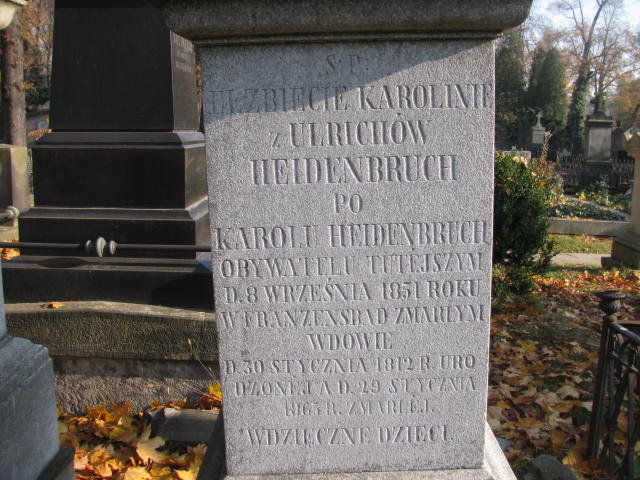 Ś. P.
ELŻBIECIE KAROLINIE
z ULRICHÓW
HEIDENBRUCH
PO
KAROLU HEIDENBRUCH
OBYWATELU TUTEJSZYM
D. 8 WRZEŚNIA 1851 ROKU
W FRANZENSBAD ZMARŁYM
WDOWIE
D. 30 STYCZNIA 1812 R. URO
DZONEJ A D. 29 STYCZNIA
1863 R. ZMARŁEJ.
WDZIĘCZNE DZIECI.